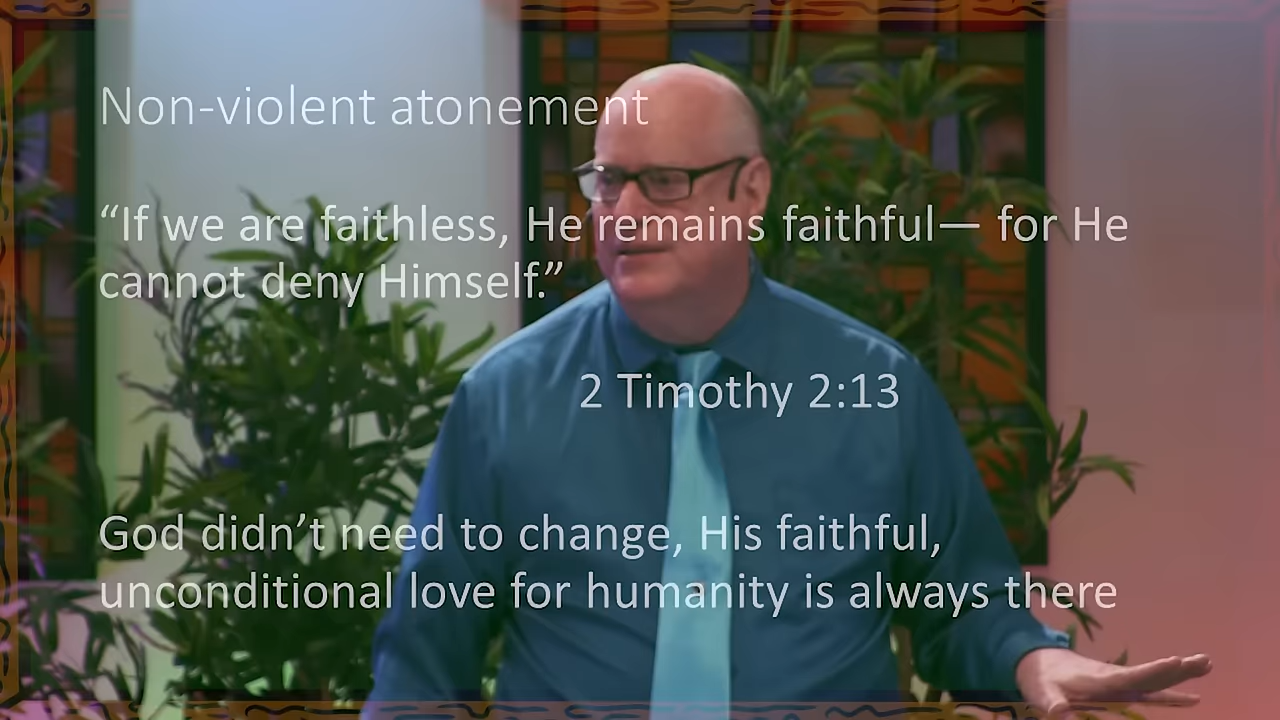 Non-violent atonement
“If we are faithless, He remains faithful— for He
cannot deny Himself.”
2 Timothy 2:13
God didn’t need to change, His faithful,
unconditional love for humanity is always there